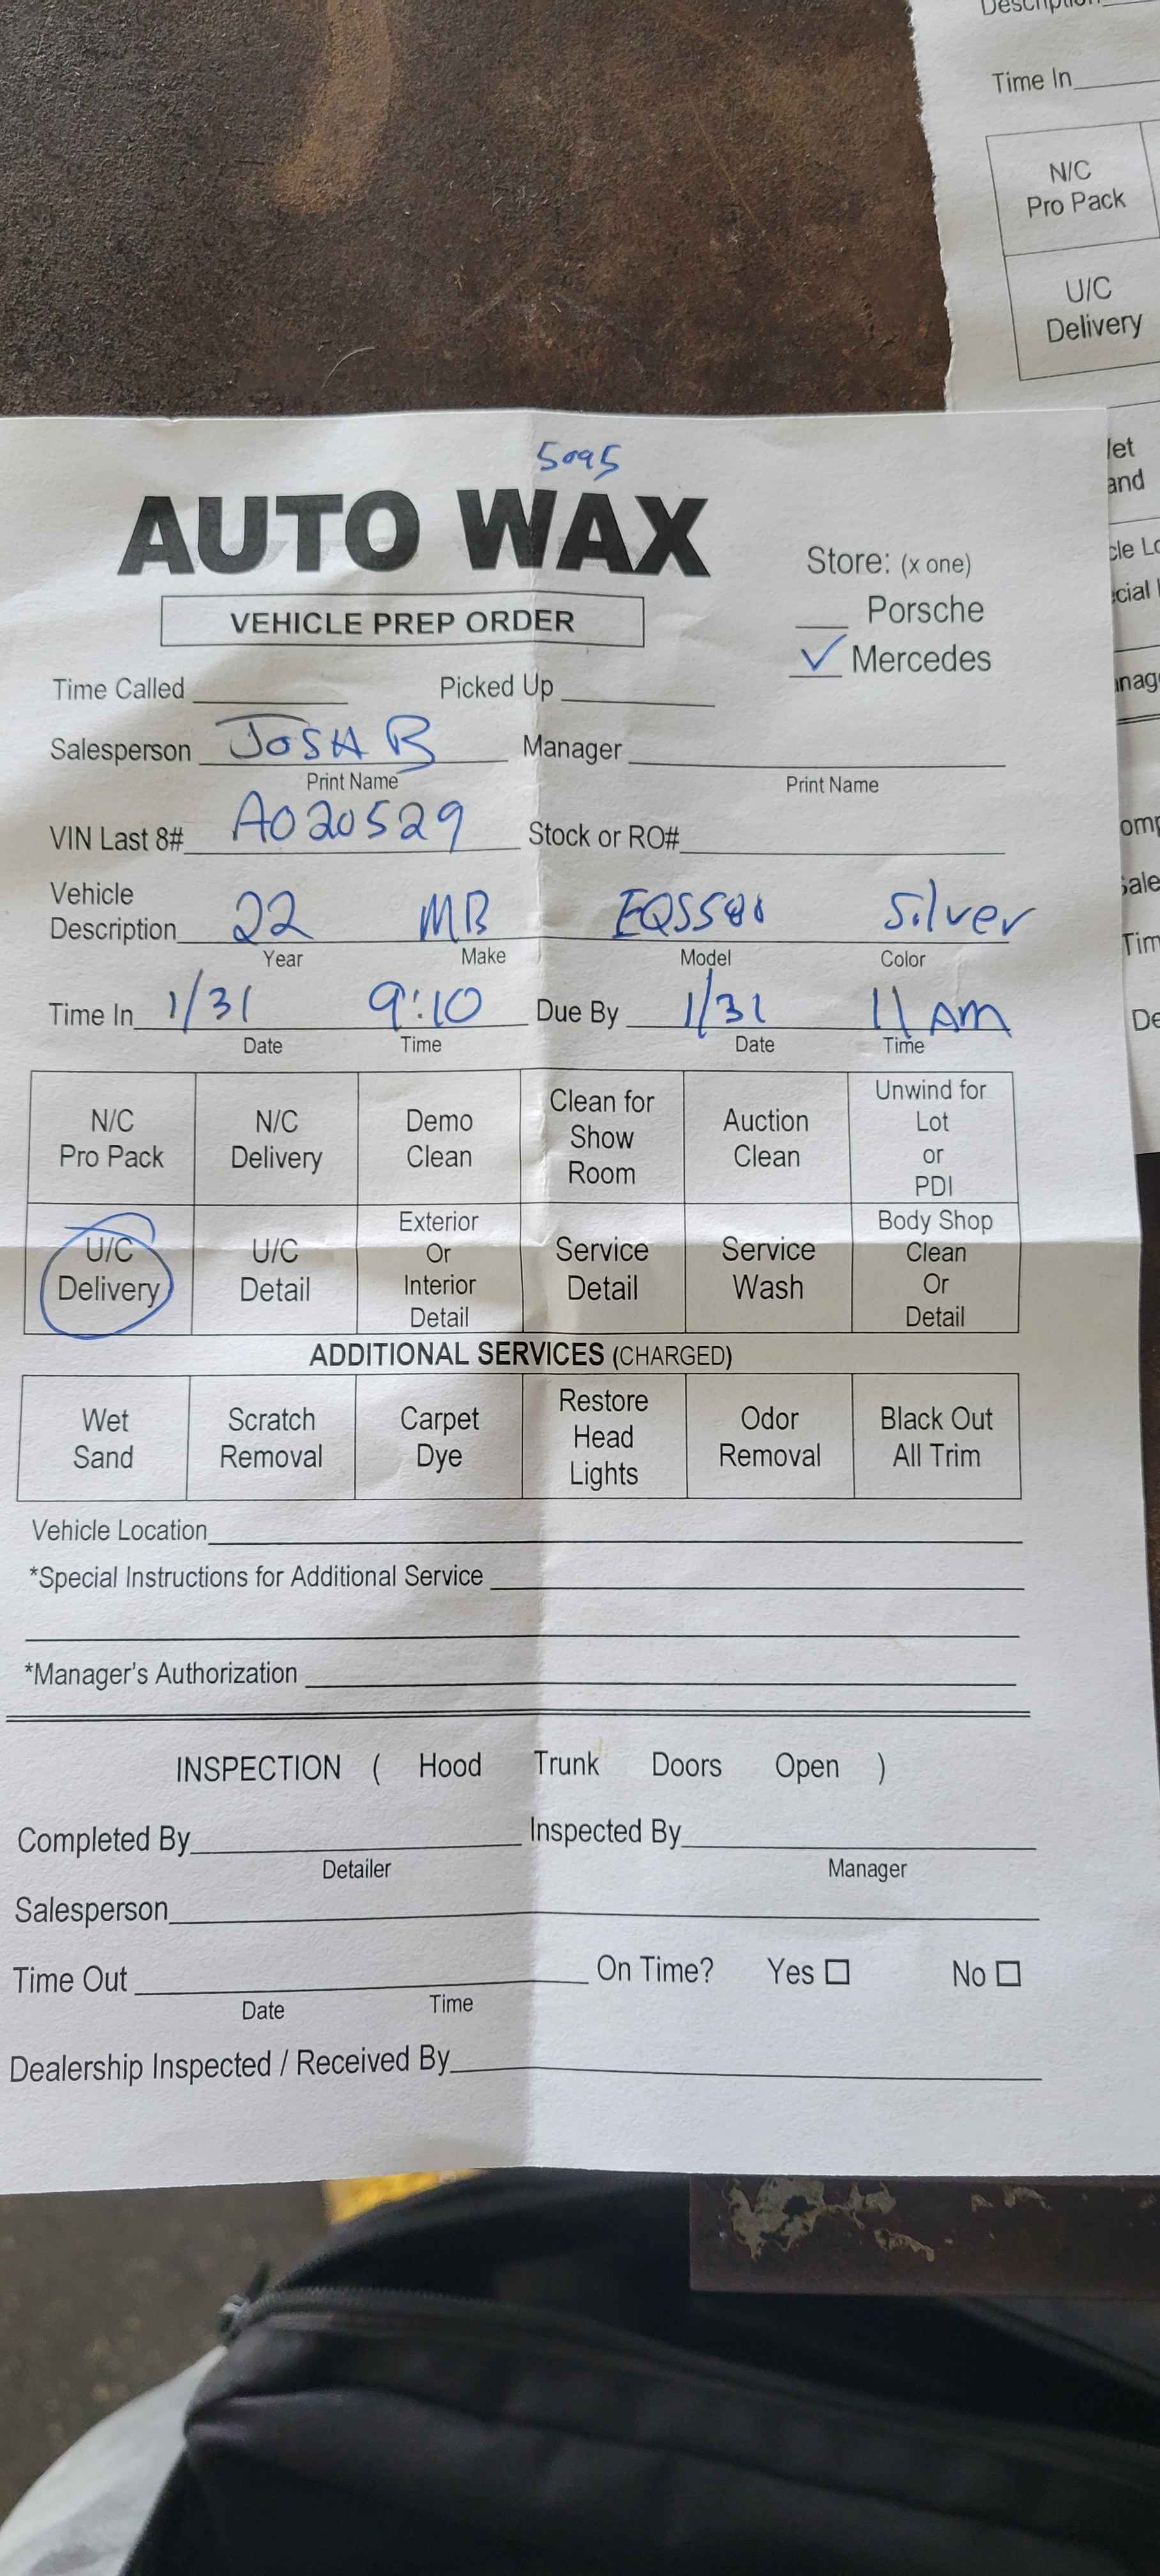 Description
Time In
N/C
Pro Pack
U/C
Delivery
5095
AUTO WAX
Store: (x one)
VEHICLE PREP ORDER
Porsche
✓ Mercedes
Time Called Picked Up
Salesperson JOSH B Manager
Print Name Print Name
VIN Last 8# A020529 Stock or RO#
Vehicle
Description 22 MB EQS580 Silver
Year Make Model Color
Time In 1/31 9:10 Due By 1/31 11 AM
Date Time Date Time
N/C Pro Pack N/C Delivery Demo Clean Clean for Show Room Auction Clean Unwind for Lot or PDI
U/C Delivery U/C Detail Exterior Or Interior Detail Service Detail Service Wash Body Shop Clean Or Detail
ADDITIONAL SERVICES (CHARGED)
Wet Sand Scratch Removal Carpet Dye Restore Head Lights Odor Removal Black Out All Trim
Vehicle Location
*Special Instructions for Additional Service
*Manager's Authorization
INSPECTION ( Hood Trunk Doors Open )
Completed By Inspected By
Detailer Manager
Salesperson
Time Out On Time? Yes No
Date Time
Dealership Inspected / Received By